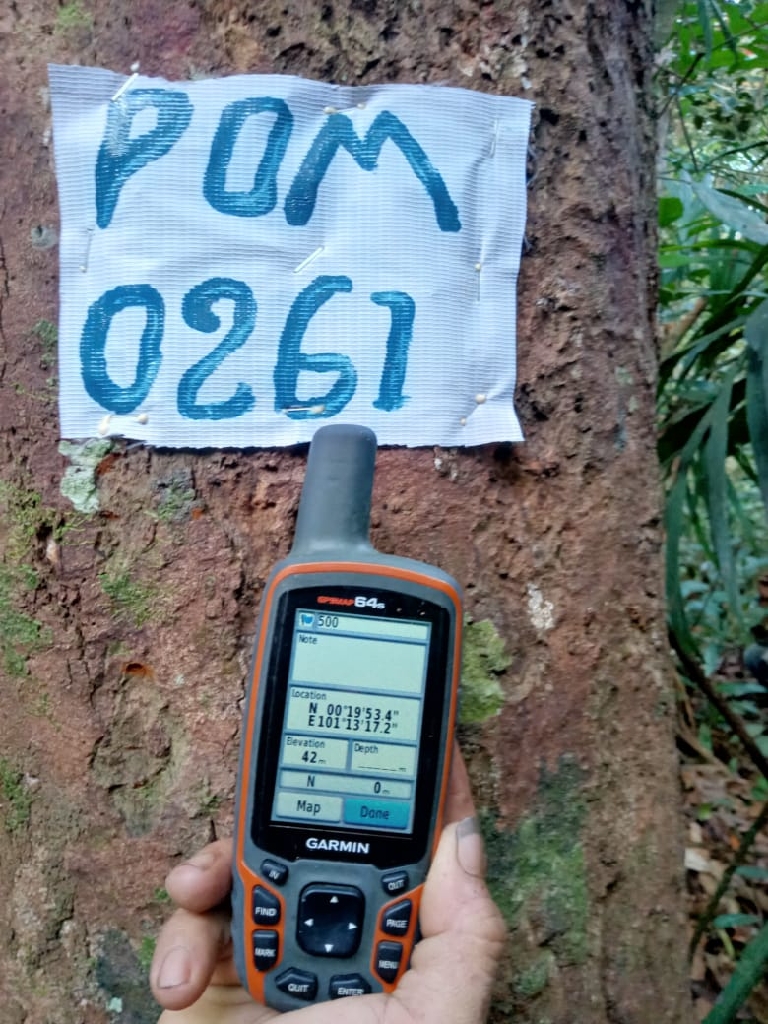 POM
0261
GPSMAP 64s
500
Note
Location
N 00°19'53.4"
E101°13'17.2"
Elevation
Depth
42m
____m
N 0m
Map Done
GARMIN
IN OUT
FIND PAGE
MARK MENU
QUIT ENTER